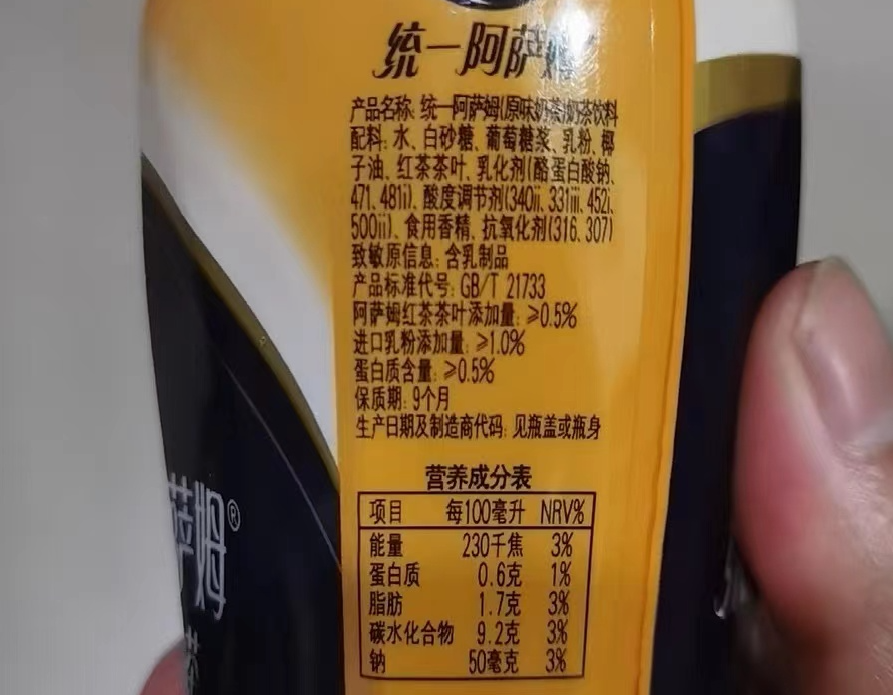 统一阿萨姆
产品名称: 统一阿萨姆(原味奶茶)奶茶饮料
配料: 水、白砂糖、葡萄糖浆、乳粉、椰
子油、红茶茶叶、乳化剂(酪蛋白酸钠、
471、481i)、酸度调节剂(340ii、331iii、452i、
500ii)、食用香精、抗氧化剂(316、307)
致敏原信息: 含乳制品
产品标准代号: GB/T 21733
阿萨姆红茶茶叶添加量: ≥0.5%
进口乳粉添加量: ≥1.0%
蛋白质含量: ≥0.5%
保质期: 9个月
生产日期及制造商代码: 见瓶盖或瓶身
营养成分表
项目 每100毫升 NRV%
能量 230千焦 3%
蛋白质 0.6克 1%
脂肪 1.7克 3%
碳水化合物 9.2克 3%
钠 50毫克 3%
萨姆®